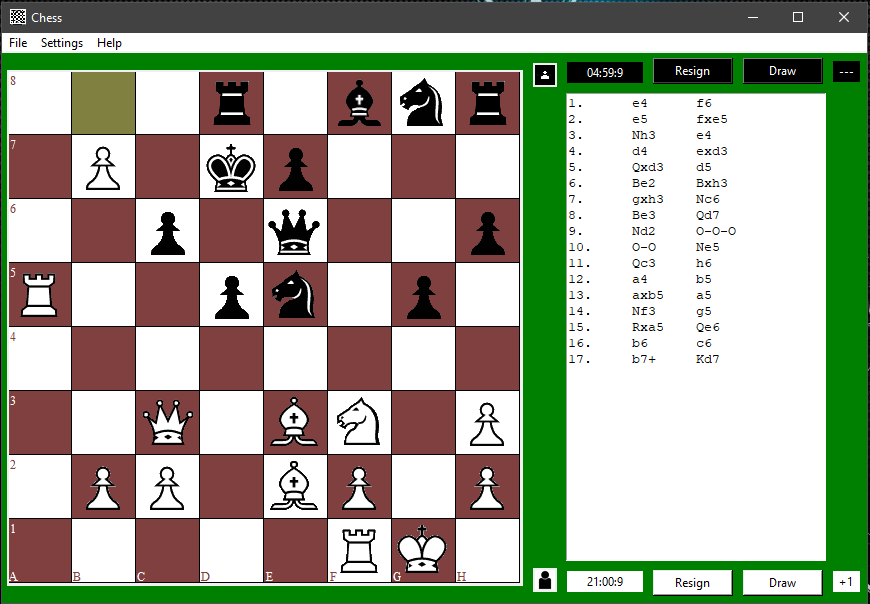 Chess
File Settings Help
04:59:9 Resign Draw ---
8
7
6
5
4
3
2
1
A B C D E F G H
1. e4 f6
2. e5 fxe5
3. Nh3 e4
4. d4 exd3
5. Qxd3 d5
6. Be2 Bxh3
7. gxh3 Nc6
8. Be3 Qd7
9. Nd2 O-O-O
10. O-O Ne5
11. Qc3 h6
12. a4 b5
13. axb5 a5
14. Nf3 g5
15. Rxa5 Qe6
16. b6 c6
17. b7+ Kd7
21:00:9 Resign Draw +1